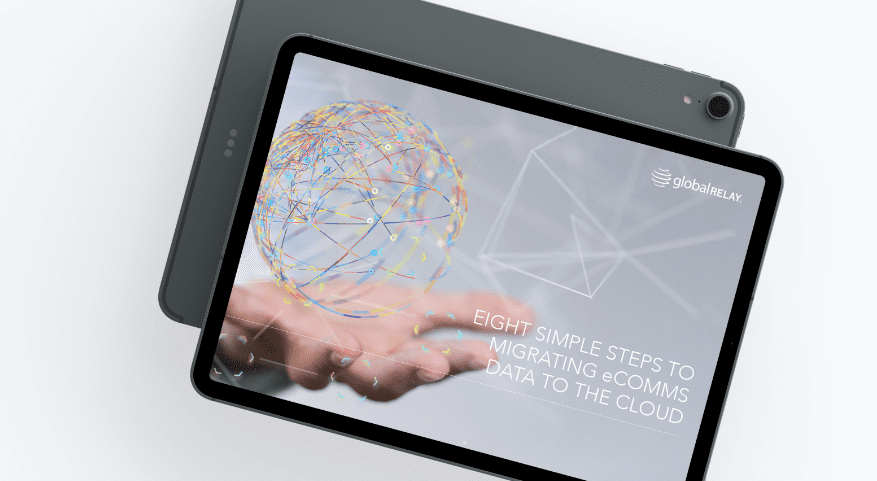 globalRELAY.
EIGHT SIMPLE STEPS TO
MIGRATING eCOMMS
DATA TO THE CLOUD